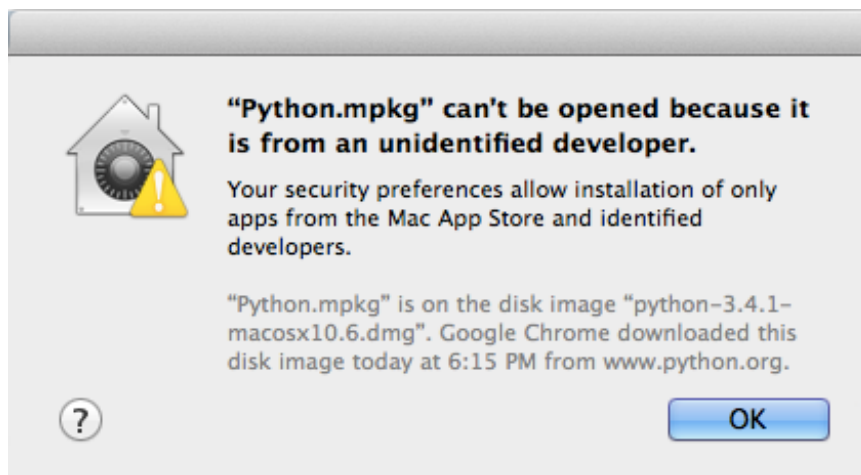 “Python.mpkg” can't be opened because it
is from an unidentified developer.
Your security preferences allow installation of only
apps from the Mac App Store and identified
developers.
“Python.mpkg” is on the disk image “python-3.4.1-
macosx10.6.dmg”. Google Chrome downloaded this
disk image today at 6:15 PM from www.python.org.
?
OK